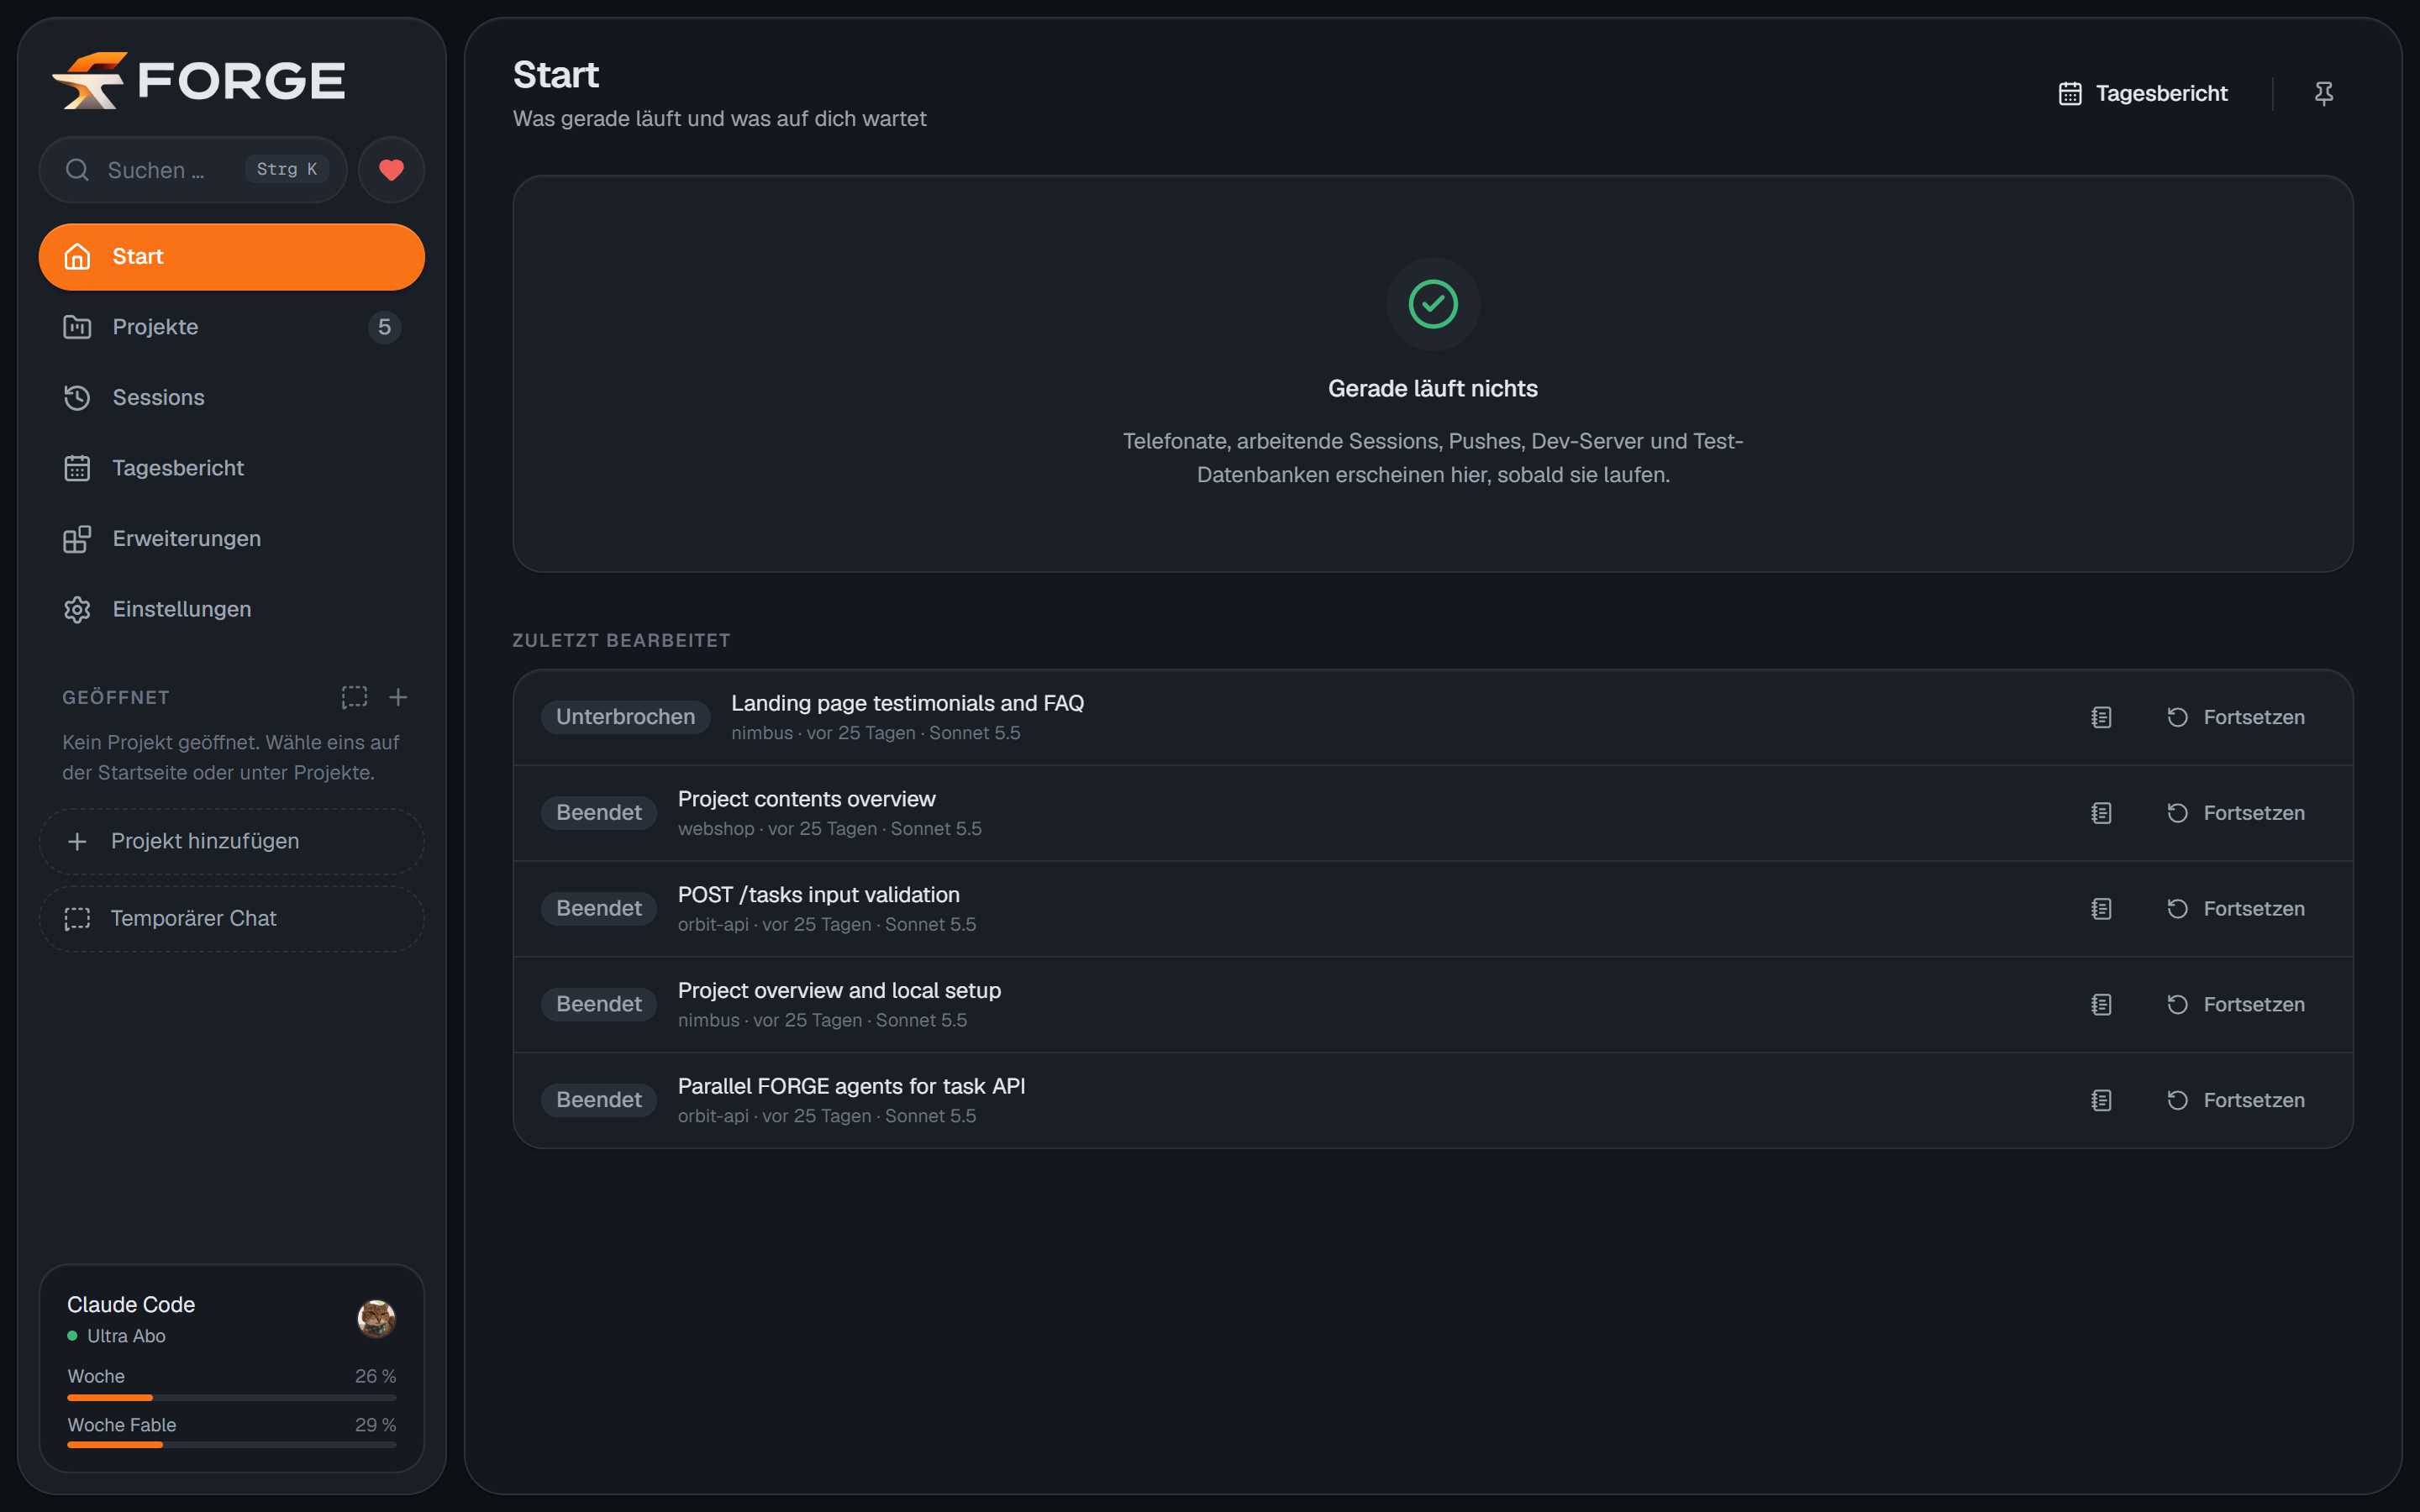 FORGE
Suchen ...
Strg K
Start
Projekte
5
Sessions
Tagesbericht
Erweiterungen
Einstellungen
GEÖFFNET
Kein Projekt geöffnet. Wähle eins auf
der Startseite oder unter Projekte.
Projekt hinzufügen
Temporärer Chat
Claude Code
Ultra Abo
Woche 26 %
Woche Fable 29 %
Start
Was gerade läuft und was auf dich wartet
Tagesbericht
Gerade läuft nichts
Telefonate, arbeitende Sessions, Pushes, Dev-Server und Test-
Datenbanken erscheinen hier, sobald sie laufen.
ZULETZT BEARBEITET
Unterbrochen
Landing page testimonials and FAQ
nimbus · vor 25 Tagen · Sonnet 5.5
Fortsetzen
Beendet
Project contents overview
webshop · vor 25 Tagen · Sonnet 5.5
Fortsetzen
Beendet
POST /tasks input validation
orbit-api · vor 25 Tagen · Sonnet 5.5
Fortsetzen
Beendet
Project overview and local setup
nimbus · vor 25 Tagen · Sonnet 5.5
Fortsetzen
Beendet
Parallel FORGE agents for task API
orbit-api · vor 25 Tagen · Sonnet 5.5
Fortsetzen